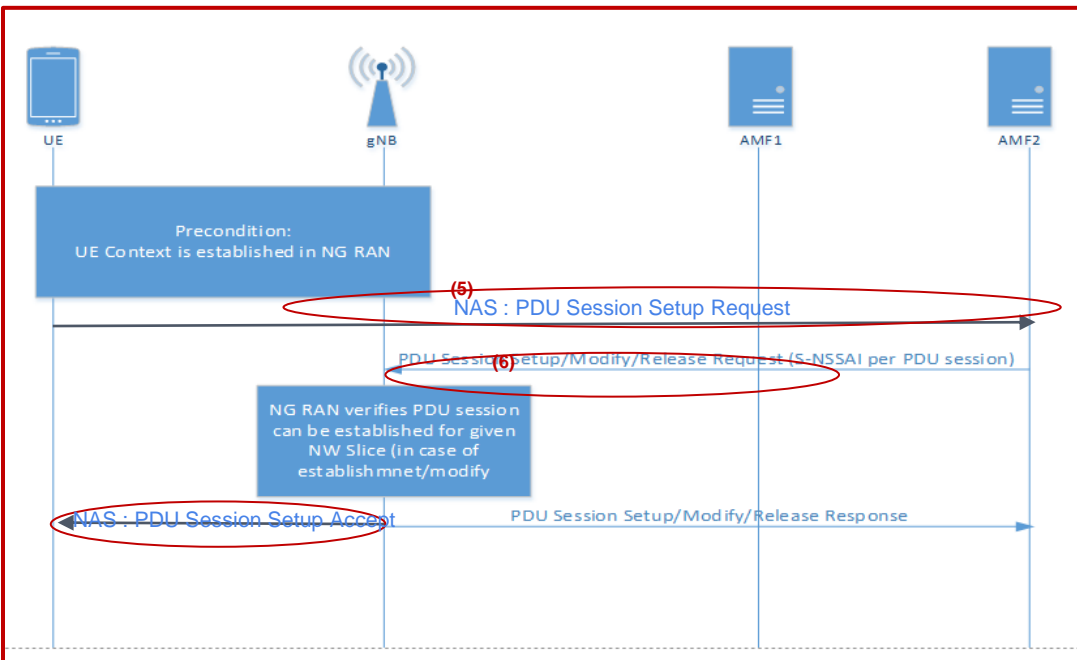 UE
gNB
AMF1
AMF2
Precondition:
UE Context is established in NG RAN
(5)
NAS : PDU Session Setup Request
PDU Session Setup/Modify/Release Request (S-NSSAI per PDU session)
(6)
NG RAN verifies PDU session
can be established for given
NW Slice (in case of
establishmnet/modify
NAS : PDU Session Setup Accept
PDU Session Setup/Modify/Release Response